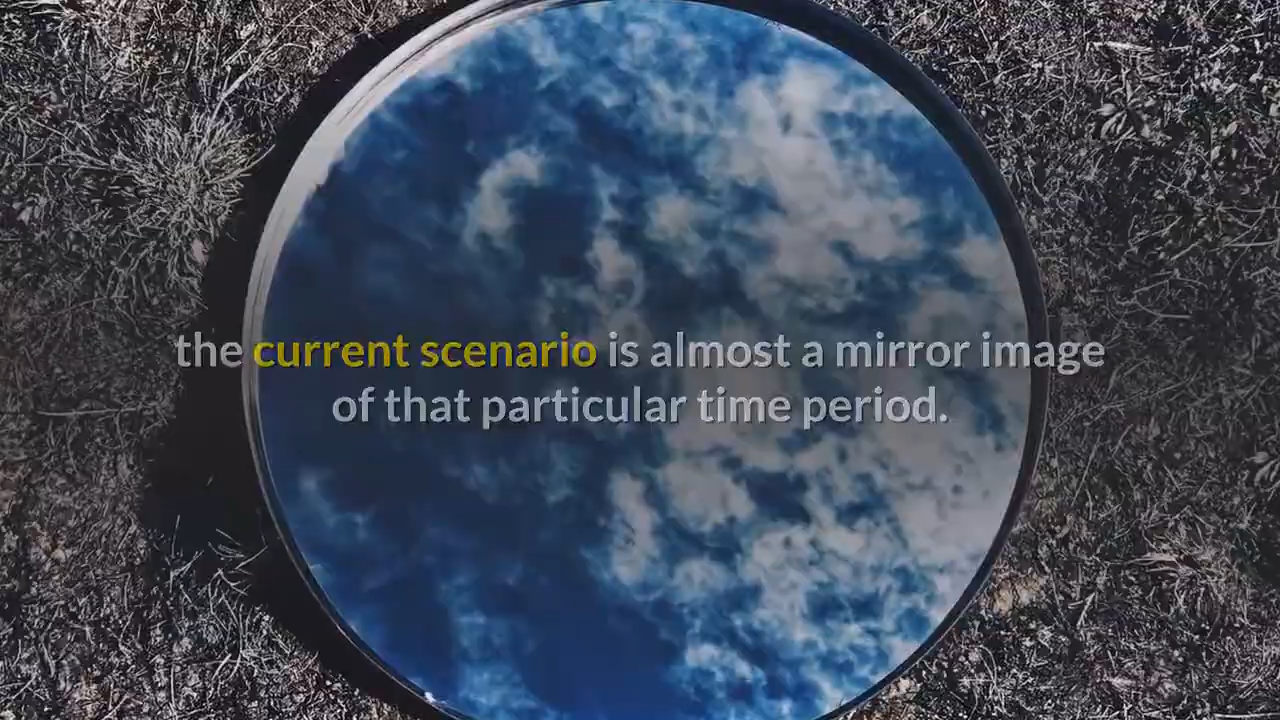 the current scenario is almost a mirror image
of that particular time period.